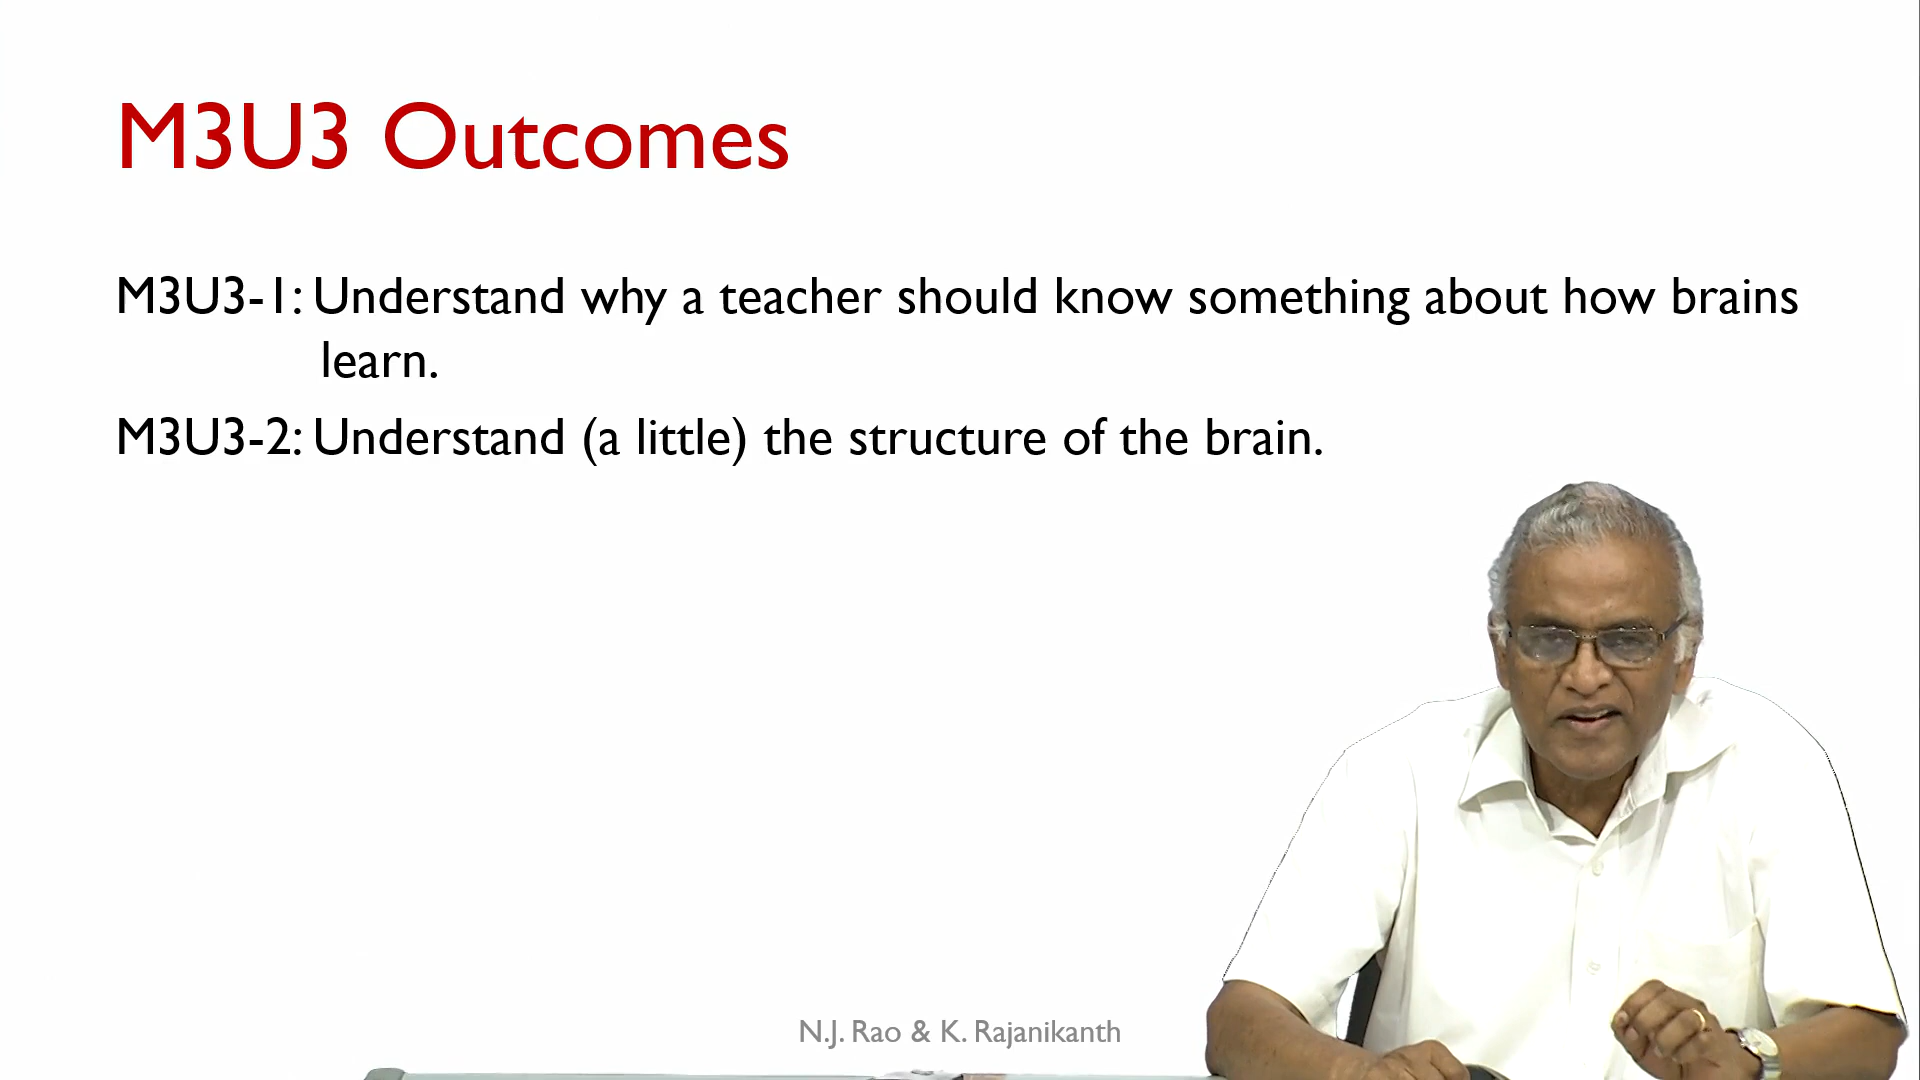 M3U3 Outcomes
M3U3-1: Understand why a teacher should know something about how brains
learn.
M3U3-2: Understand (a little) the structure of the brain.
N.J. Rao & K. Rajanikanth